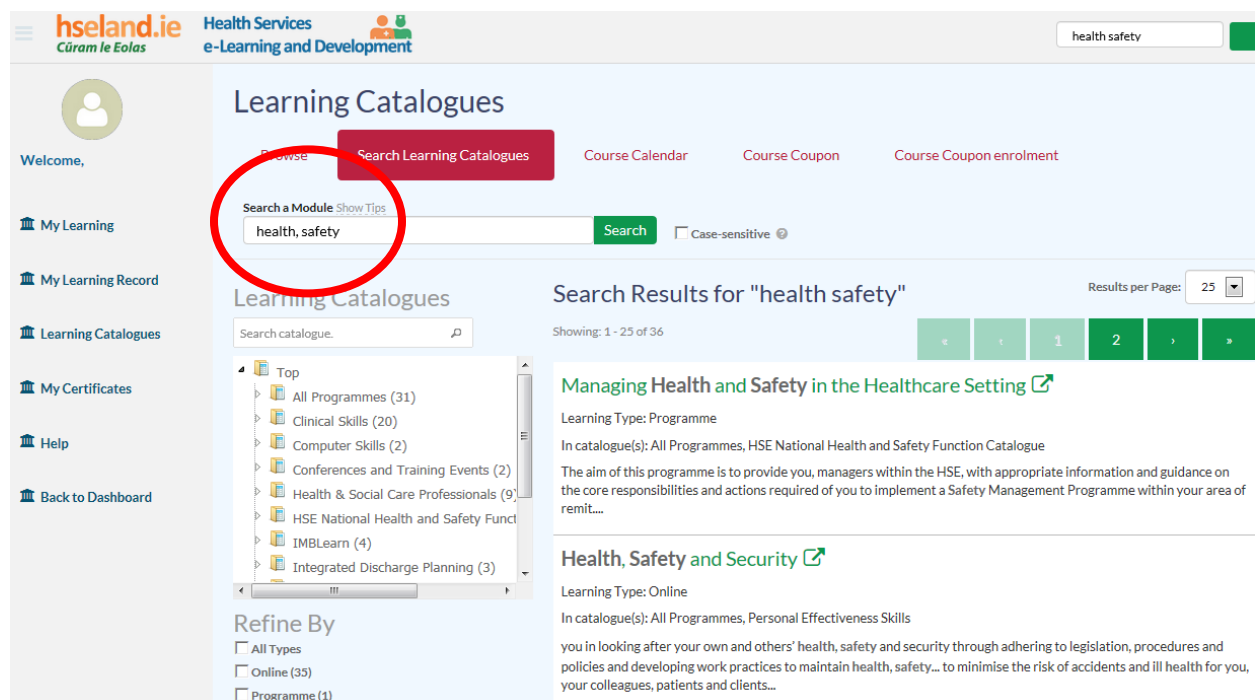 hseland.ie
Cúram le Eolas
Health Services
e-Learning and Development
health safety
Welcome,
My Learning
My Learning Record
Learning Catalogues
My Certificates
Help
Back to Dashboard
Learning Catalogues
Browse Search Learning Catalogues Course Calendar Course Coupon Course Coupon enrolment
Search a Module Show Tips
health, safety Search Case-sensitive
Learning Catalogues
Search catalogue.
Top
All Programmes (31)
Clinical Skills (20)
Computer Skills (2)
Conferences and Training Events (2)
Health & Social Care Professionals (9)
HSE National Health and Safety Funct
IMBLearn (4)
Integrated Discharge Planning (3)
Refine By
All Types
Online (35)
Programme (1)
Search Results for "health safety"
Results per Page: 25
Showing: 1 - 25 of 36
« ‹ 1 2 › »
Managing Health and Safety in the Healthcare Setting
Learning Type: Programme
In catalogue(s): All Programmes, HSE National Health and Safety Function Catalogue
The aim of this programme is to provide you, managers within the HSE, with appropriate information and guidance on
the core responsibilities and actions required of you to implement a Safety Management Programme within your area of
remit....
Health, Safety and Security
Learning Type: Online
In catalogue(s): All Programmes, Personal Effectiveness Skills
you in looking after your own and others' health, safety and security through adhering to legislation, procedures and
policies and developing work practices to maintain health, safety... to minimise the risk of accidents and ill health for you,
your colleagues, patients and clients...